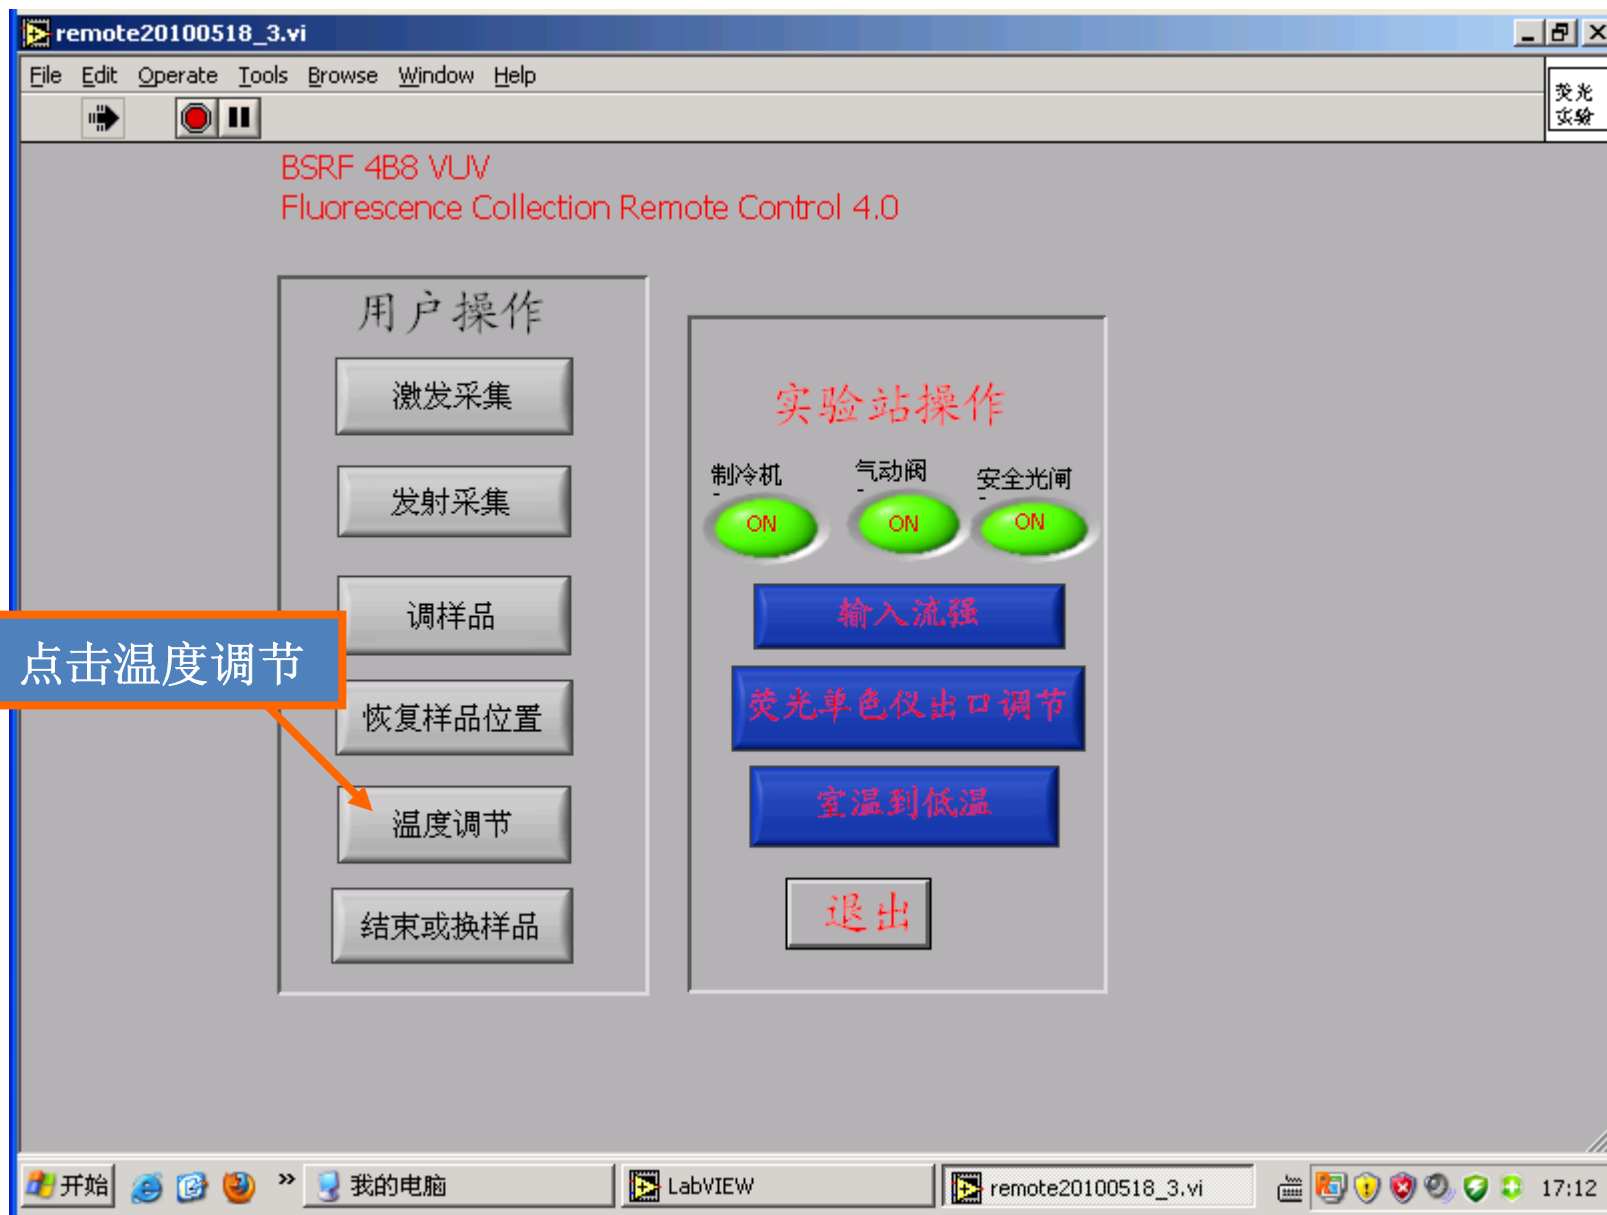 remote20100518_3.vi
File Edit Operate Tools Browse Window Help
荧光
实验
BSRF 4B8 VUV
Fluorescence Collection Remote Control 4.0
用户操作
激发采集
发射采集
调样品
恢复样品位置
温度调节
结束或换样品
点击温度调节
实验站操作
制冷机 气动阀 安全光闸
ON ON ON
输入流强
荧光单色仪出口调节
室温到低温
退出
开始 » 我的电脑 LabVIEW remote20100518_3.vi 17:12